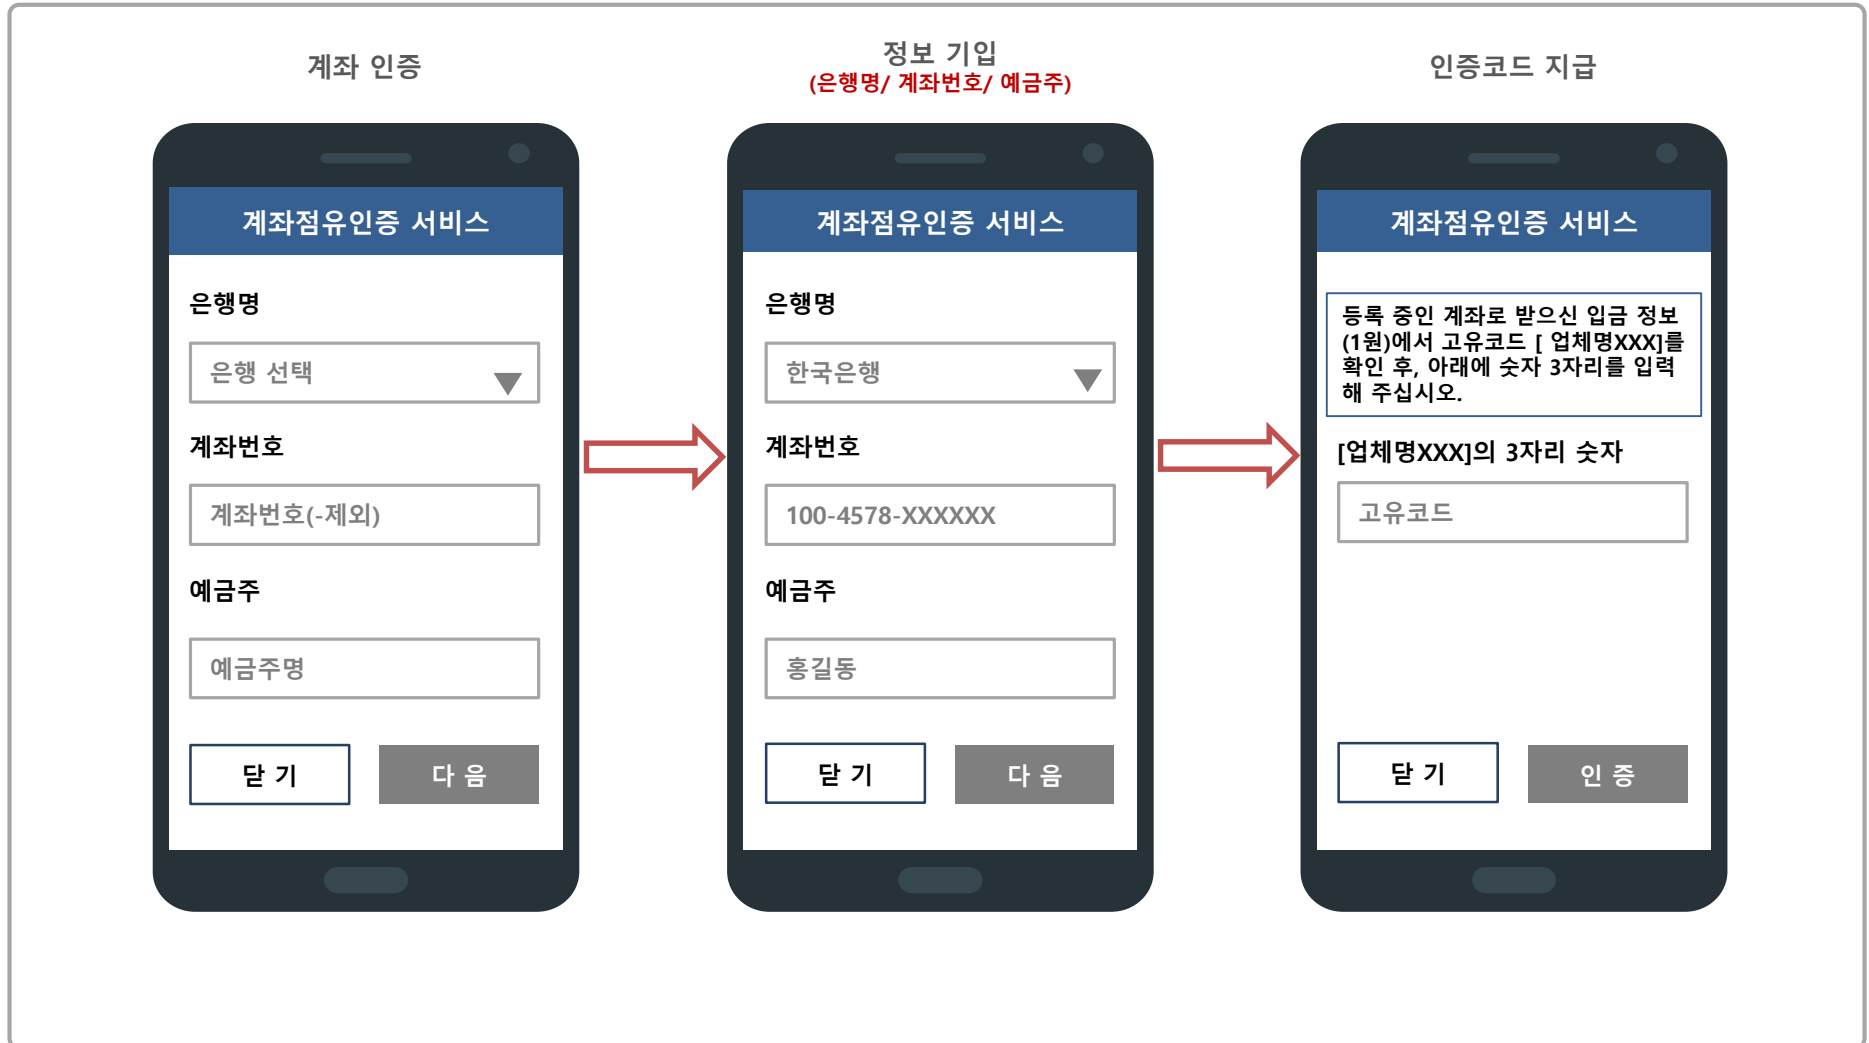 계좌 인증
정보 기입
(은행명/ 계좌번호/ 예금주)
인증코드 지급
계좌점유인증 서비스
은행명
은행 선택
계좌번호
계좌번호(-제외)
예금주
예금주명
닫 기
다 음
계좌점유인증 서비스
은행명
한국은행
계좌번호
100-4578-XXXXXX
예금주
홍길동
닫 기
다 음
계좌점유인증 서비스
등록 중인 계좌로 받으신 입금 정보
(1원)에서 고유코드 [ 업체명XXX]를
확인 후, 아래에 숫자 3자리를 입력
해 주십시오.
[업체명XXX]의 3자리 숫자
고유코드
닫 기
인 증